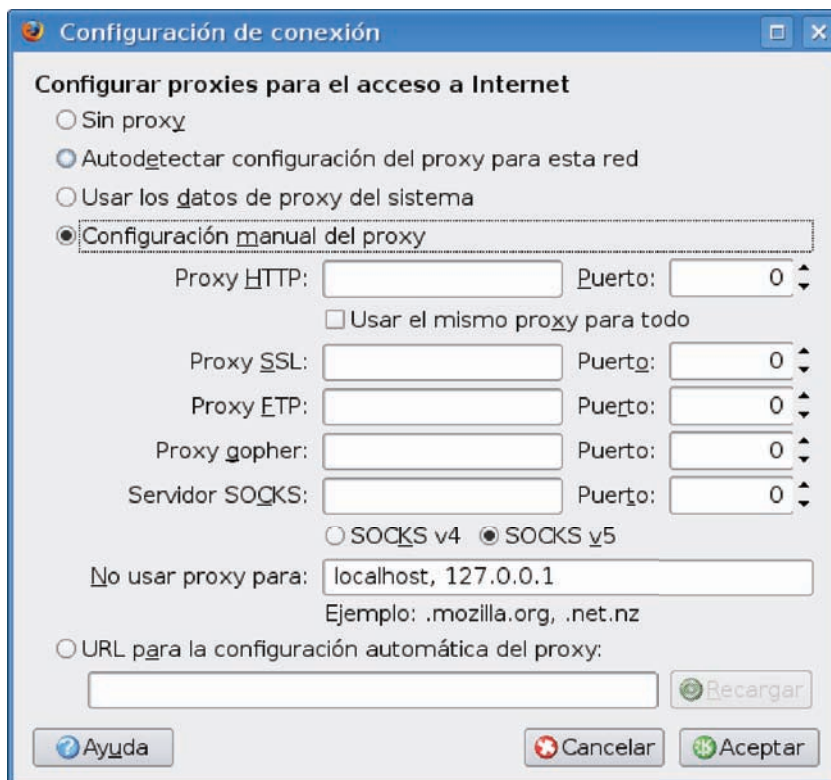 Configuración de conexión
Configurar proxies para el acceso a Internet
Sin proxy
Autodetectar configuración del proxy para esta red
Usar los datos de proxy del sistema
Configuración manual del proxy
Proxy HTTP: Puerto: 0
Usar el mismo proxy para todo
Proxy SSL: Puerto: 0
Proxy FTP: Puerto: 0
Proxy gopher: Puerto: 0
Servidor SOCKS: Puerto: 0
SOCKS v4 SOCKS v5
No usar proxy para: localhost, 127.0.0.1
Ejemplo: .mozilla.org, .net.nz
URL para la configuración automática del proxy:
Recargar
Ayuda Cancelar Aceptar